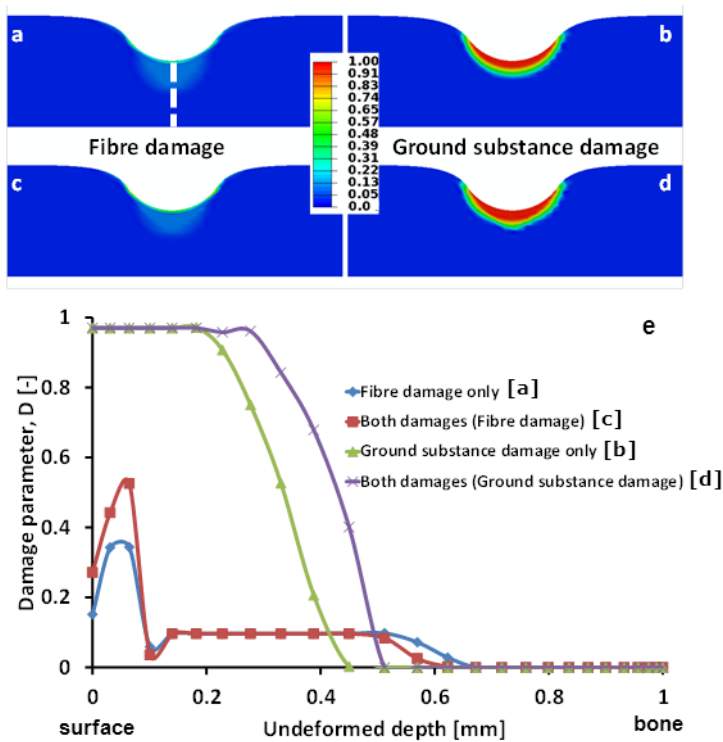 a
b
1.00
0.91
0.83
0.74
0.65
0.57
0.48
0.39
0.31
0.22
0.13
0.05
0.0
Fibre damage
Ground substance damage
c
d
e
1
0.8
0.6
0.4
0.2
0
Damage parameter, D [-]
Fibre damage only [a]
Both damages (Fibre damage) [c]
Ground substance damage only [b]
Both damages (Ground substance damage) [d]
0
0.2
0.4
0.6
0.8
1
surface
Undeformed depth [mm]
bone